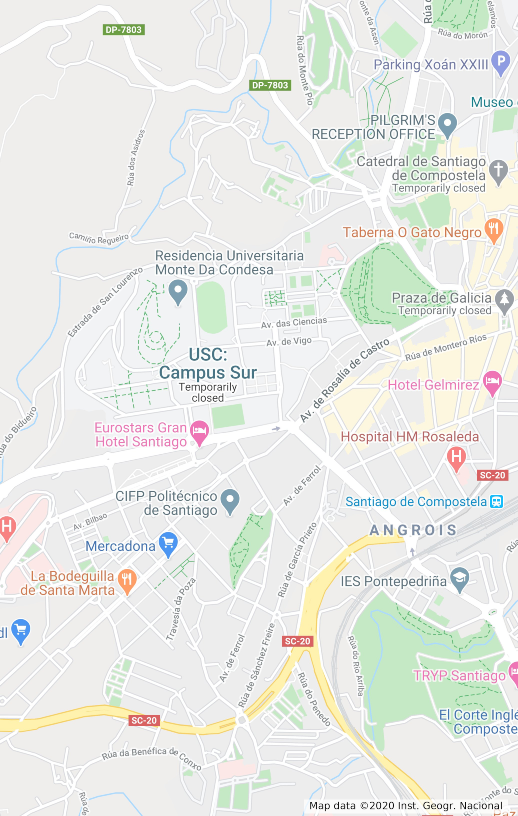 DP-7803
Rúa do Morón
Parking Xoán XXIII
DP-7803
Rúa do Monte Pío
Museo
PILGRIM'S
RECEPTION OFFICE
Rúa dos Asidros
Catedral de Santiago
de Compostela
Temporarily closed
Taberna O Gato Negro
Camiño Regueiro
Residencia Universitaria
Monte Da Condesa
Estrada de San Lourenzo
Praza de Galicia
Temporarily closed
Av. das Ciencias
Av. de Vigo
Rúa de Montero Ríos
USC:
Campus Sur
Temporarily
closed
Av. de Rosalía de Castro
Hotel Gelmirez
Rúa do Bidueiro
Eurostars Gran
Hotel Santiago
Hospital HM Rosaleda
SC-20
Av. de Ferrol
CIFP Politécnico
de Santiago
Santiago de Compostela
Av. Bilbao
ANGROIS
Mercadona
Rúa de García Prieto
La Bodeguilla
de Santa Marta
IES Pontepedriña
Travesía da Poza
dl
SC-20
Av. de Ferrol
Rúa de Sánchez Freire
Rúa do Río Arriba
TRYP Santiago
Rúa do Penedo
El Corte Ingle
Composte
SC-20
Rúa da Benéfica de Conxo
Map data ©2020 Inst. Geogr. Nacional